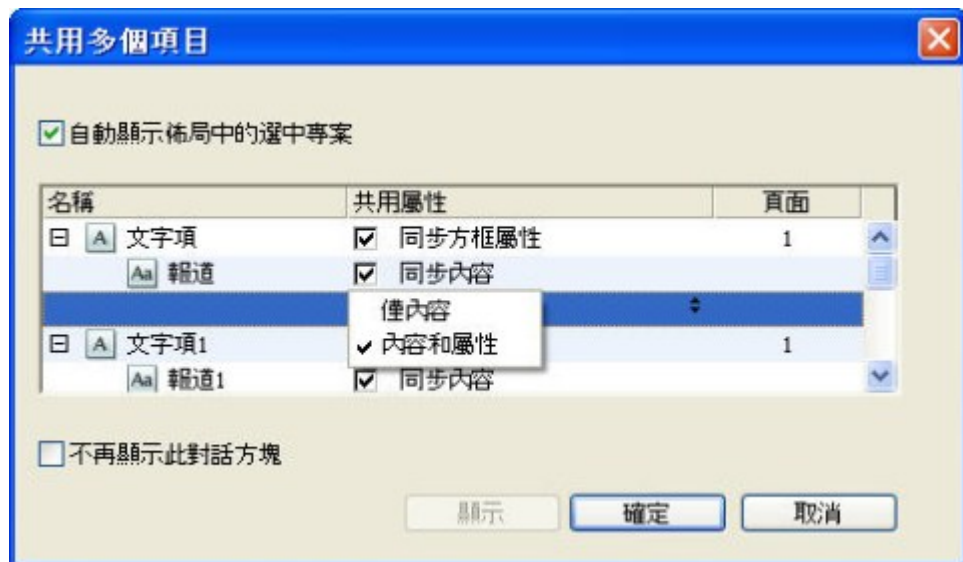 共用多個項目
自動顯示佈局中的選中專案
名稱 共用屬性 頁面
文字項 同步方框屬性 1
報道 同步內容
僅內容
內容和屬性
文字項1 1
報道1 同步內容
不再顯示此對話方塊
顯示 確定 取消